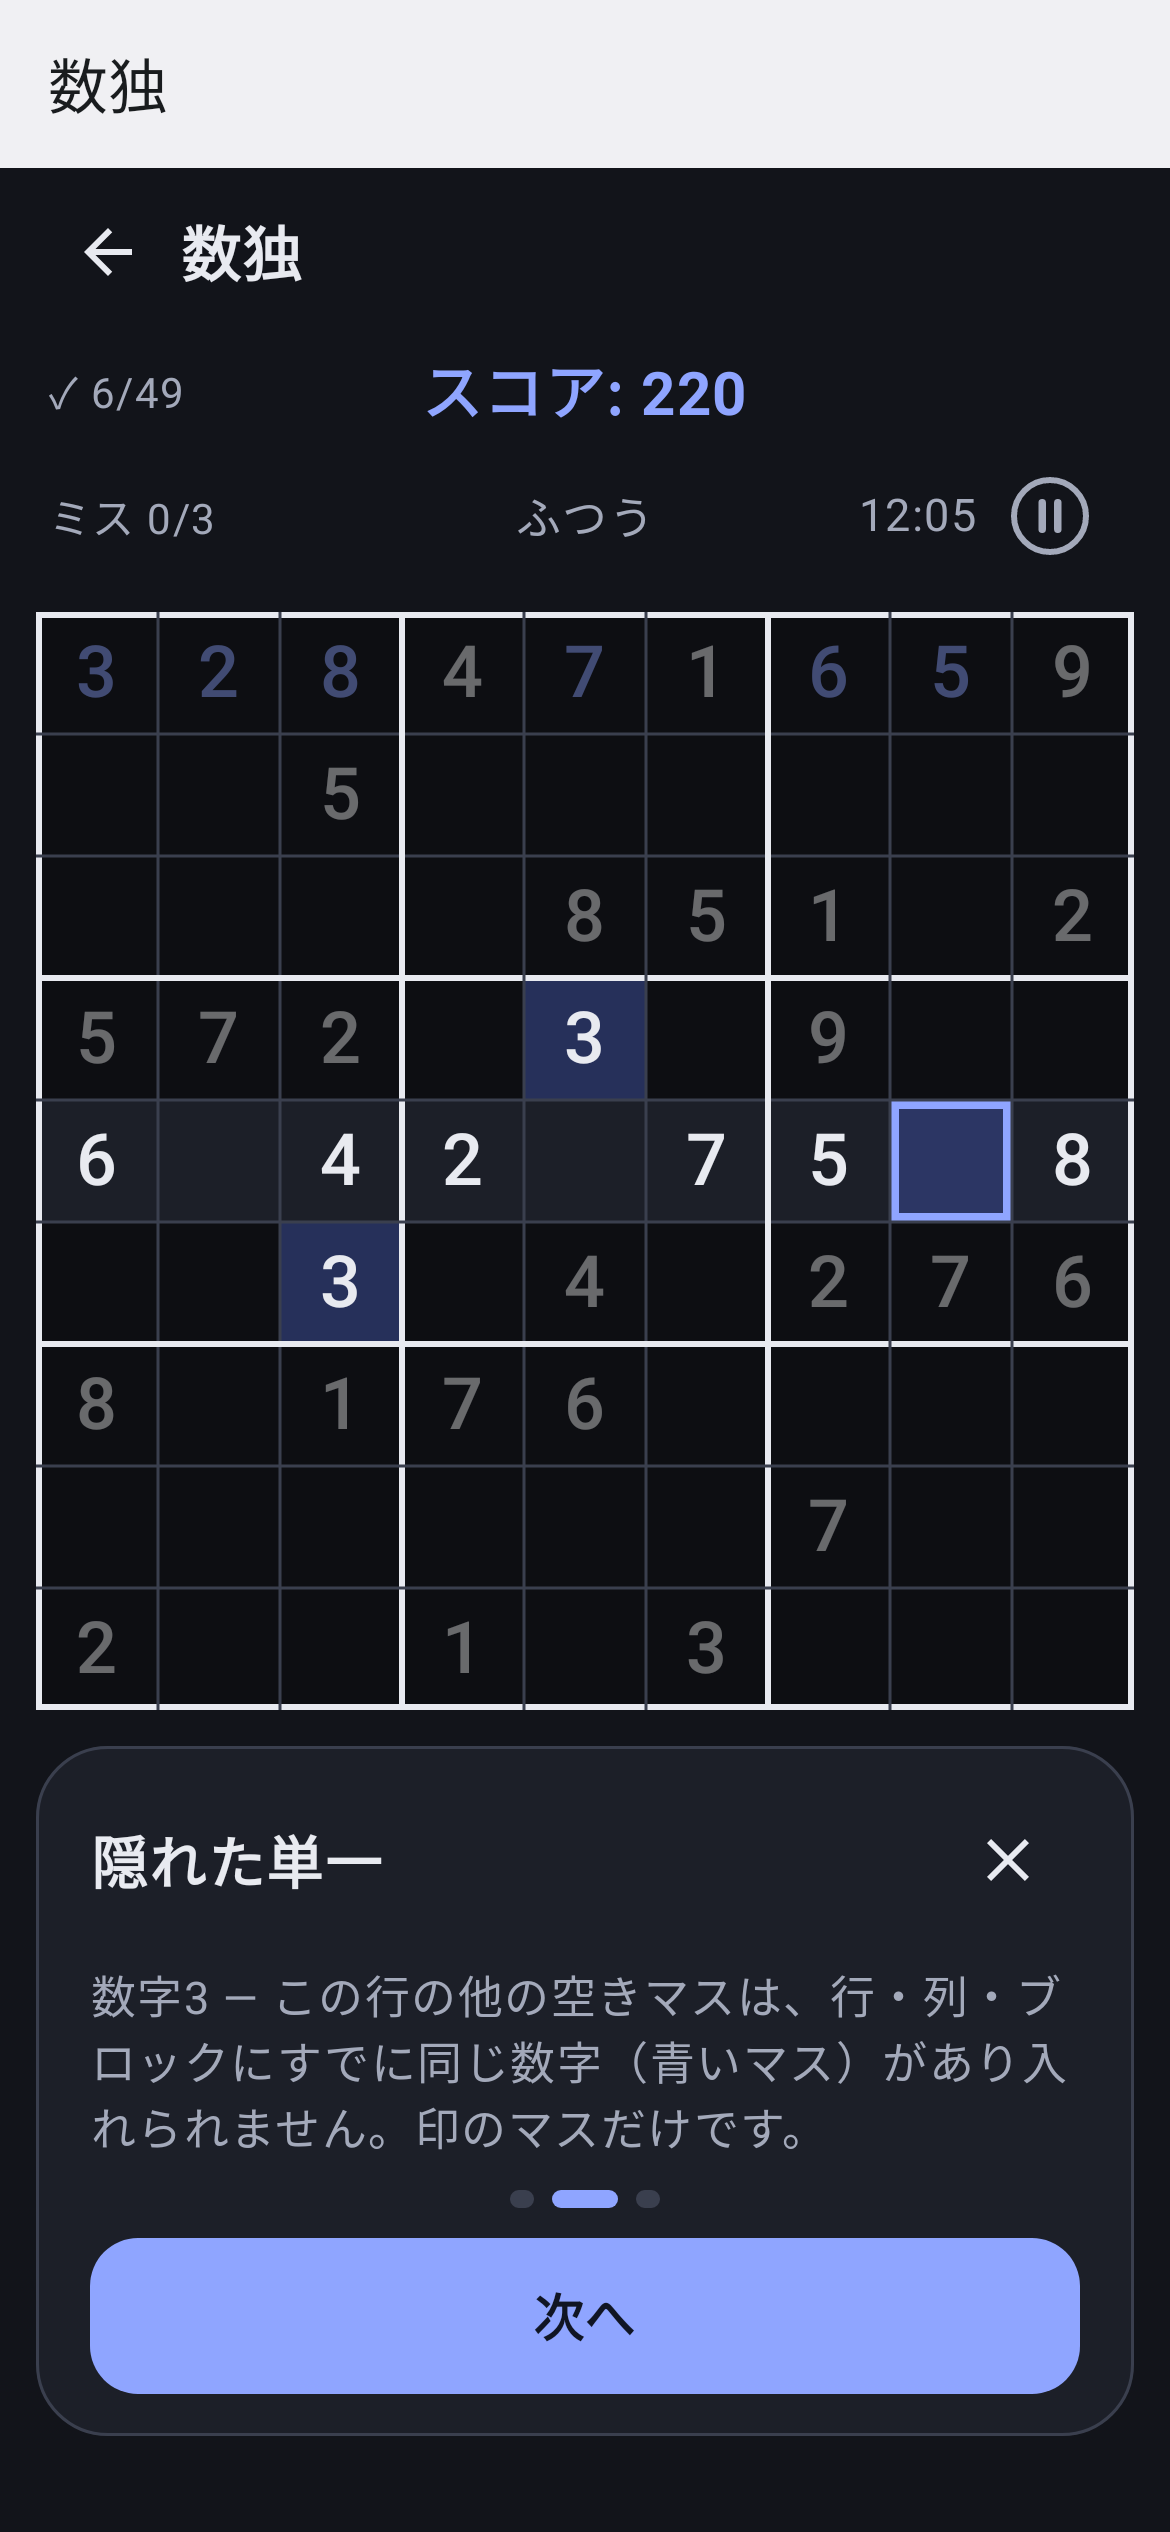 数独
数独
✓ 6/49
スコア: 220
ミス 0/3
ふつう
12:05
3 2 8 4 7 1 6 5 9
5
8 5 1 2
5 7 2 3 9
6 4 2 7 5 8
3 4 2 7 6
8 1 7 6
7
2 1 3
隠れた単一
数字3 – この行の他の空きマスは、行・列・ブ
ロックにすでに同じ数字（青いマス）があり入
れられません。印のマスだけです。
次へ